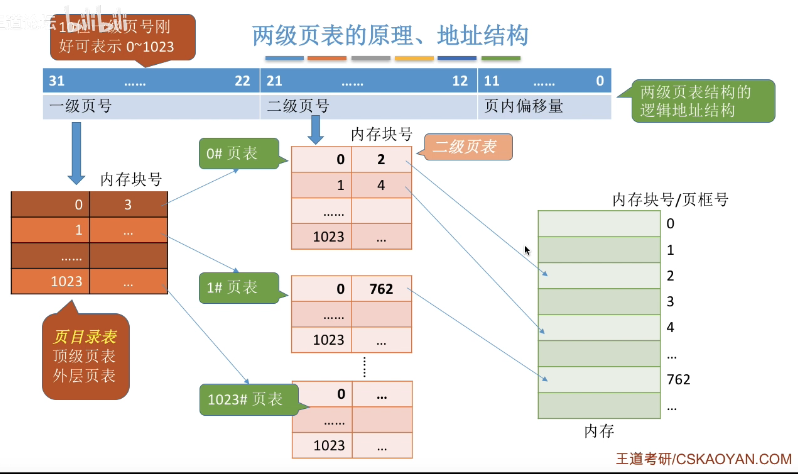 两级页表的原理、地址结构
10位一级页号刚
好可表示 0~1023
31 …… 22 21 …… 12 11 …… 0
一级页号 二级页号 页内偏移量
两级页表结构的
逻辑地址结构
内存块号
0 3
1 …
……
1023 …
页目录表
顶级页表
外层页表
0# 页表
内存块号
二级页表
0 2
1 4
……
1023 …
1# 页表
0 762
……
1023 …
1023# 页表
0 …
……
1023 …
内存块号/页框号
0
1
2
3
4
…
762
…
内存
王道考研/CSKAOYAN.COM